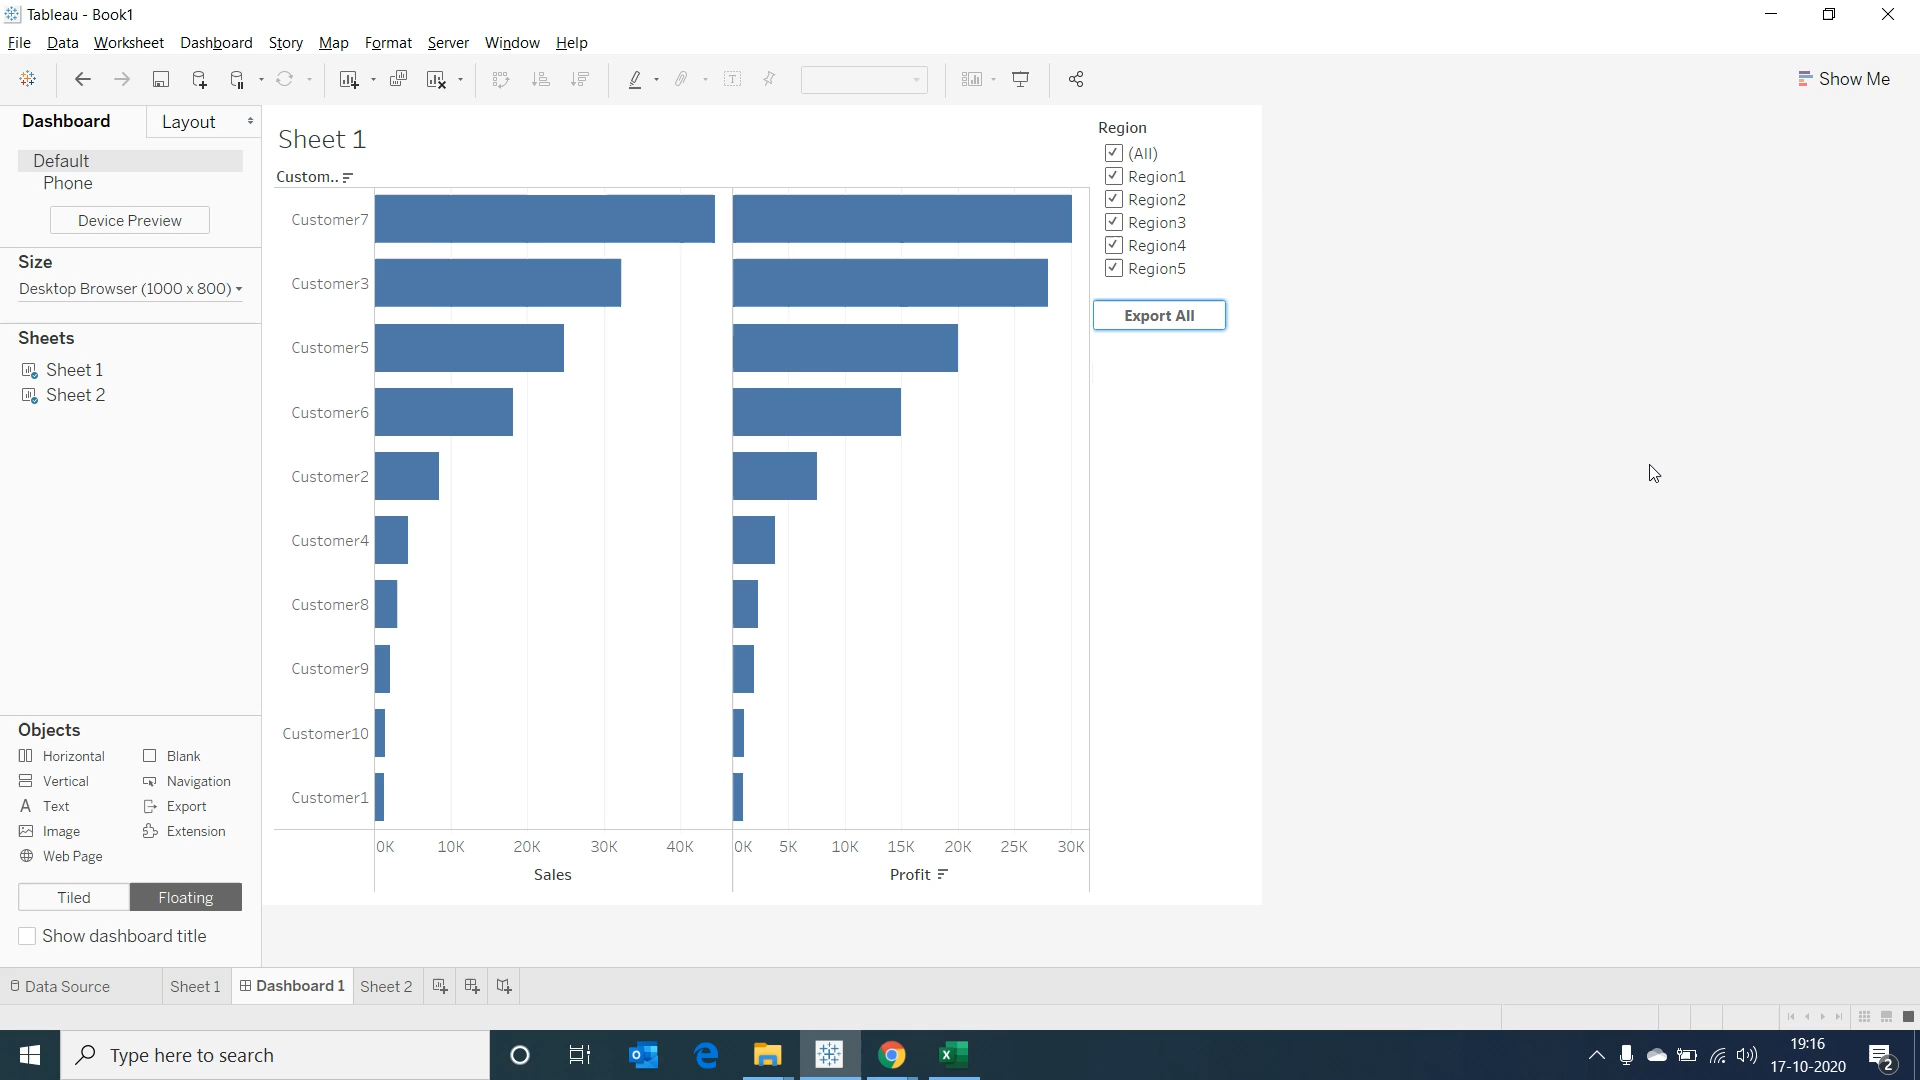 Tableau - Book1
File Data Worksheet Dashboard Story Map Format Server Window Help
Show Me
Dashboard Layout
Default
Phone
Device Preview
Size
Desktop Browser (1000 x 800)
Sheets
Sheet 1
Sheet 2
Objects
Horizontal Blank
Vertical Navigation
Text Export
Image Extension
Web Page
Tiled Floating
Show dashboard title
Sheet 1
Custom..
Customer7
Customer3
Customer5
Customer6
Customer2
Customer4
Customer8
Customer9
Customer10
Customer1
0K 10K 20K 30K 40K 0K 5K 10K 15K 20K 25K 30K
Sales Profit
Region
(All)
Region1
Region2
Region3
Region4
Region5
Export All
Data Source Sheet 1 Dashboard 1 Sheet 2
Type here to search
19:16
17-10-2020
2